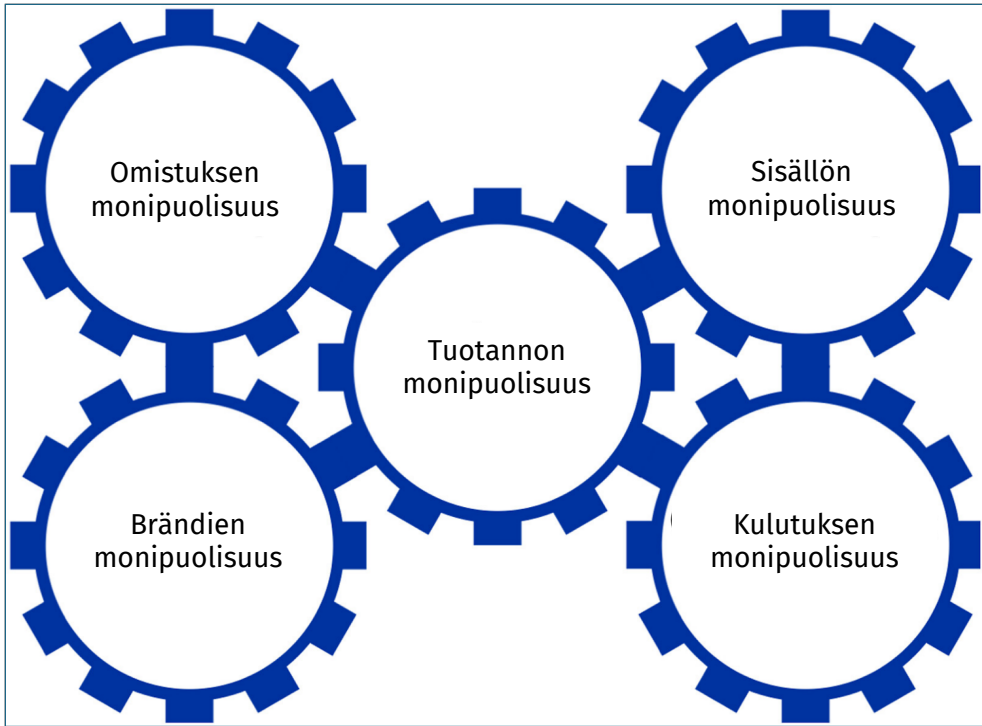 Omistuksen
monipuolisuus
Sisällön
monipuolisuus
Tuotannon
monipuolisuus
Brändien
monipuolisuus
Kulutuksen
monipuolisuus